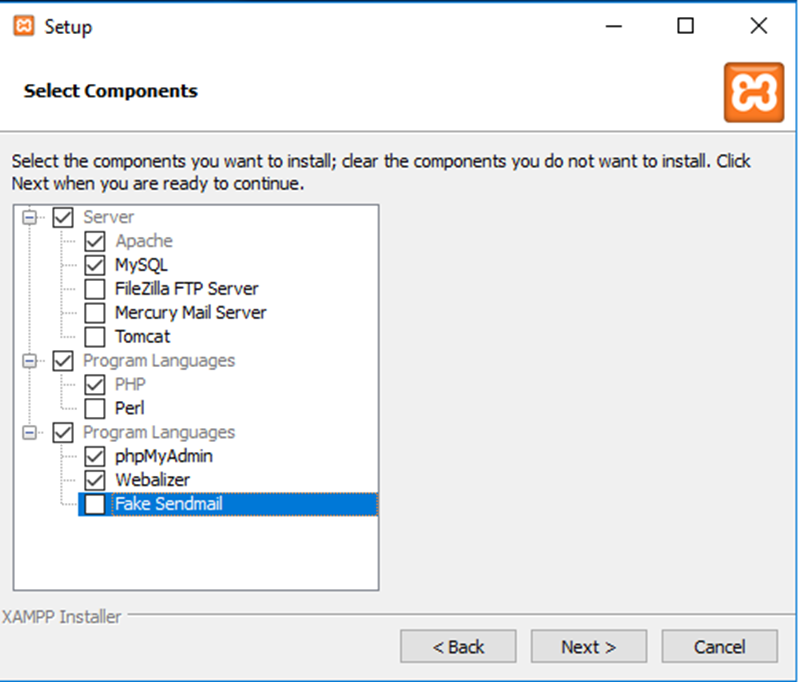 Setup
Select Components
Select the components you want to install; clear the components you do not want to install. Click
Next when you are ready to continue.
Server
Apache
MySQL
FileZilla FTP Server
Mercury Mail Server
Tomcat
Program Languages
PHP
Perl
Program Languages
phpMyAdmin
Webalizer
Fake Sendmail
XAMPP Installer
< Back Next > Cancel